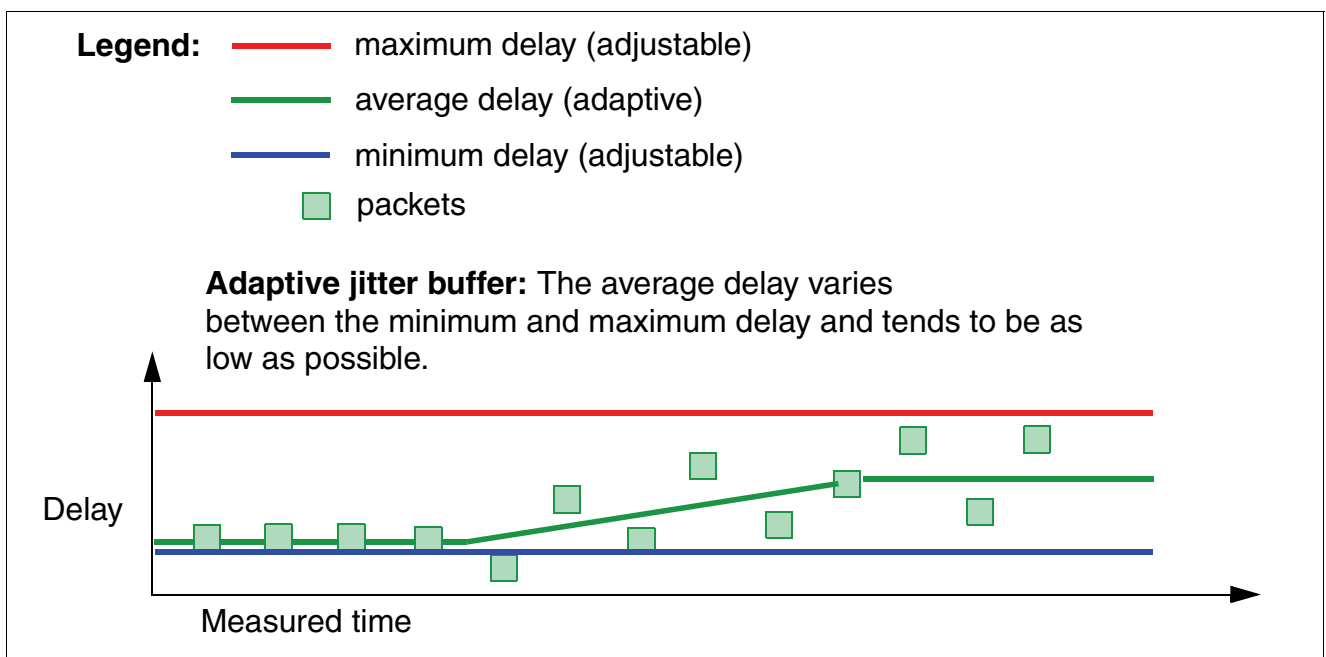 Legend:
maximum delay (adjustable)
average delay (adaptive)
minimum delay (adjustable)
packets
Adaptive jitter buffer: The average delay varies
between the minimum and maximum delay and tends to be as
low as possible.
Delay
Measured time